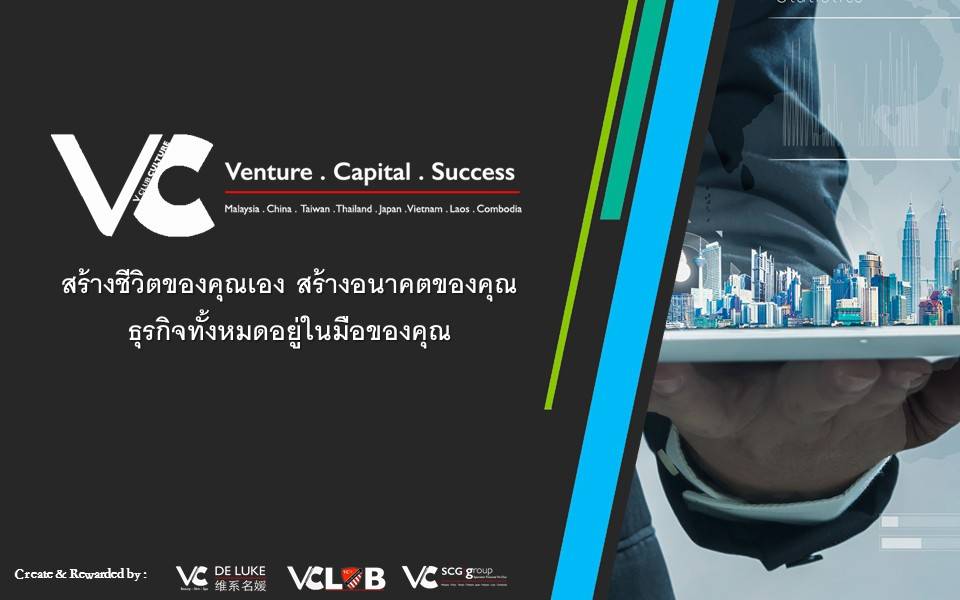 Statistics
VC
V CLUB CULTURE
Venture . Capital . Success
Malaysia . China . Taiwan .Thailand . Japan .Vietnam . Laos . Combodia
สร้างชีวิตของคุณเอง สร้างอนาคตของคุณ
ธุรกิจทั้งหมดอยู่ในมือของคุณ
Create & Rewarded by :
VC DE LUKE
维系名媛
VCLUB
VC SCG group